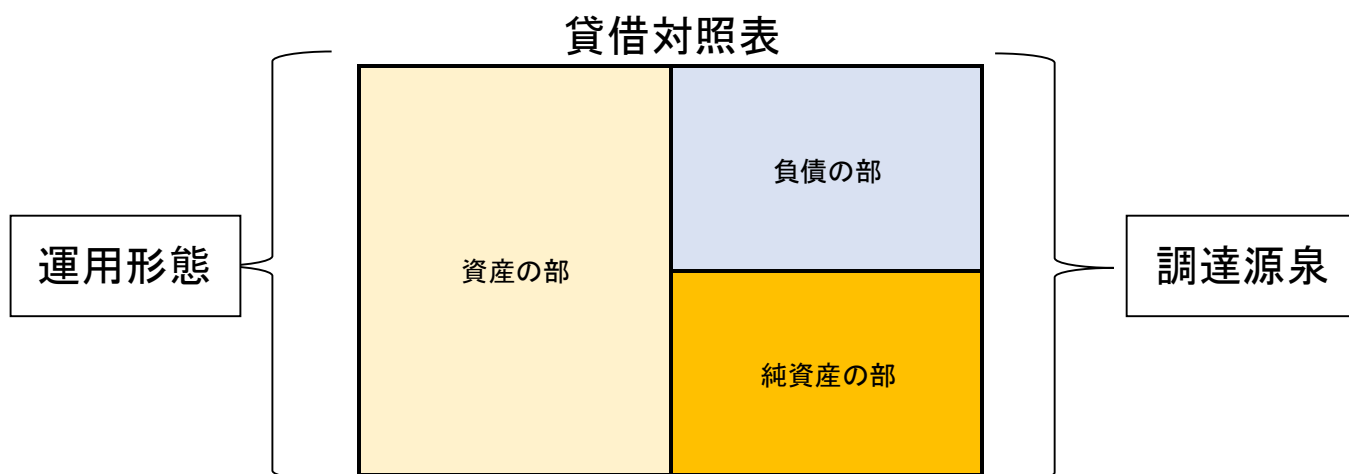 貸借対照表
運用形態
資産の部
負債の部
純資産の部
調達源泉